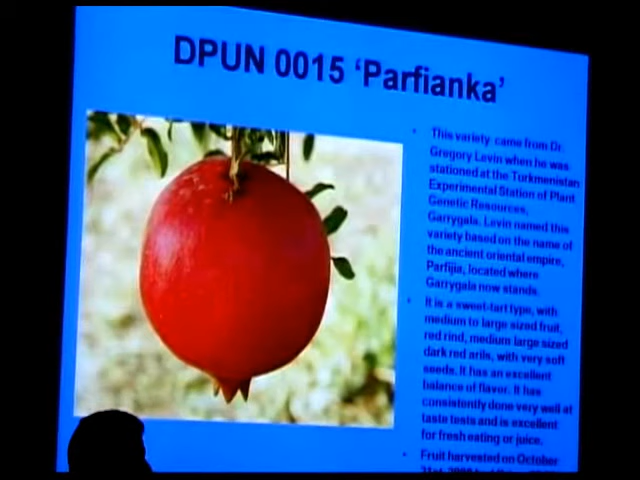 DPUN 0015 ‘Parfianka’
• This variety came from Dr.
Gregory Levin when he was
stationed at the Turkmenistan
Experimental Station of Plant
Genetic Resources,
Garrygala. Levin named this
variety based on the name of
the ancient oriental empire,
Parfijia, located where
Garrygala now stands.
• It is a sweet-tart type, with
medium to large sized fruit,
red rind, medium large sized
dark red arils, with very soft
seeds. It has an excellent
balance of flavor. It has
consistently done very well at
taste tests and is excellent
for fresh eating or juice.
• Fruit harvested on October